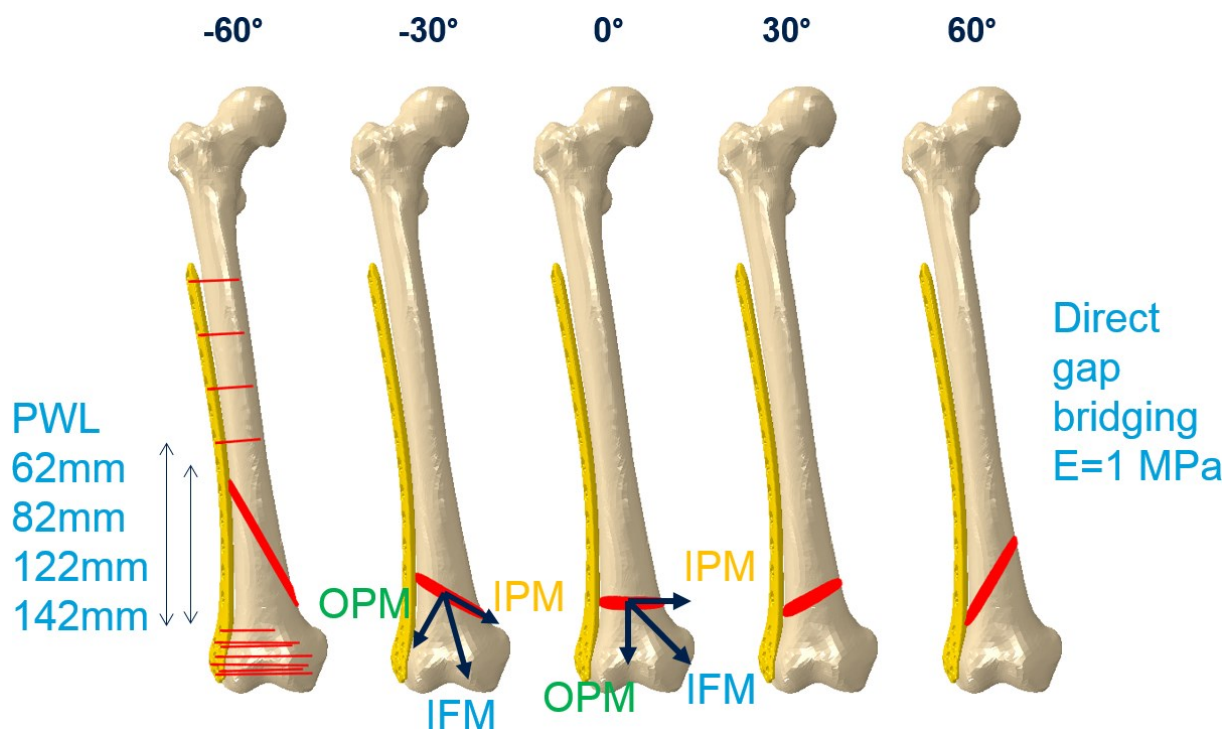 -60° -30° 0° 30° 60°
PWL
62mm
82mm
122mm
142mm
OPM
IPM
IFM
IPM
OPM
IFM
Direct
gap
bridging
E=1 MPa